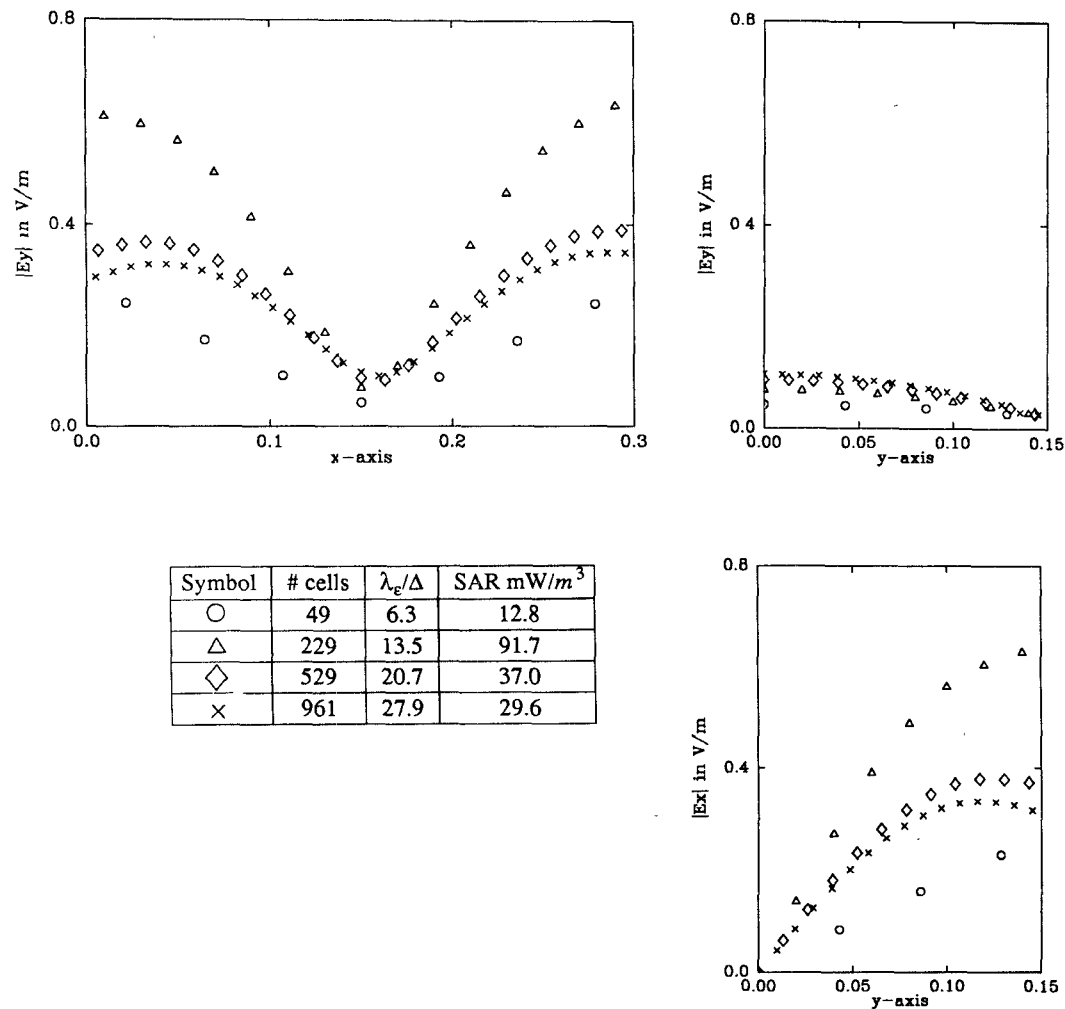 0.8
0.4
0.0
|Ey| in V/m
0.0 0.1 0.2 0.3
x-axis
0.8
0.4
0.0
|Ey| in V/m
0.00 0.05 0.10 0.15
y-axis
Symbol # cells λε/Δ SAR mW/m³
○ 49 6.3 12.8
△ 229 13.5 91.7
◇ 529 20.7 37.0
× 961 27.9 29.6
0.8
0.4
0.0
|Ex| in V/m
0.00 0.05 0.10 0.15
y-axis